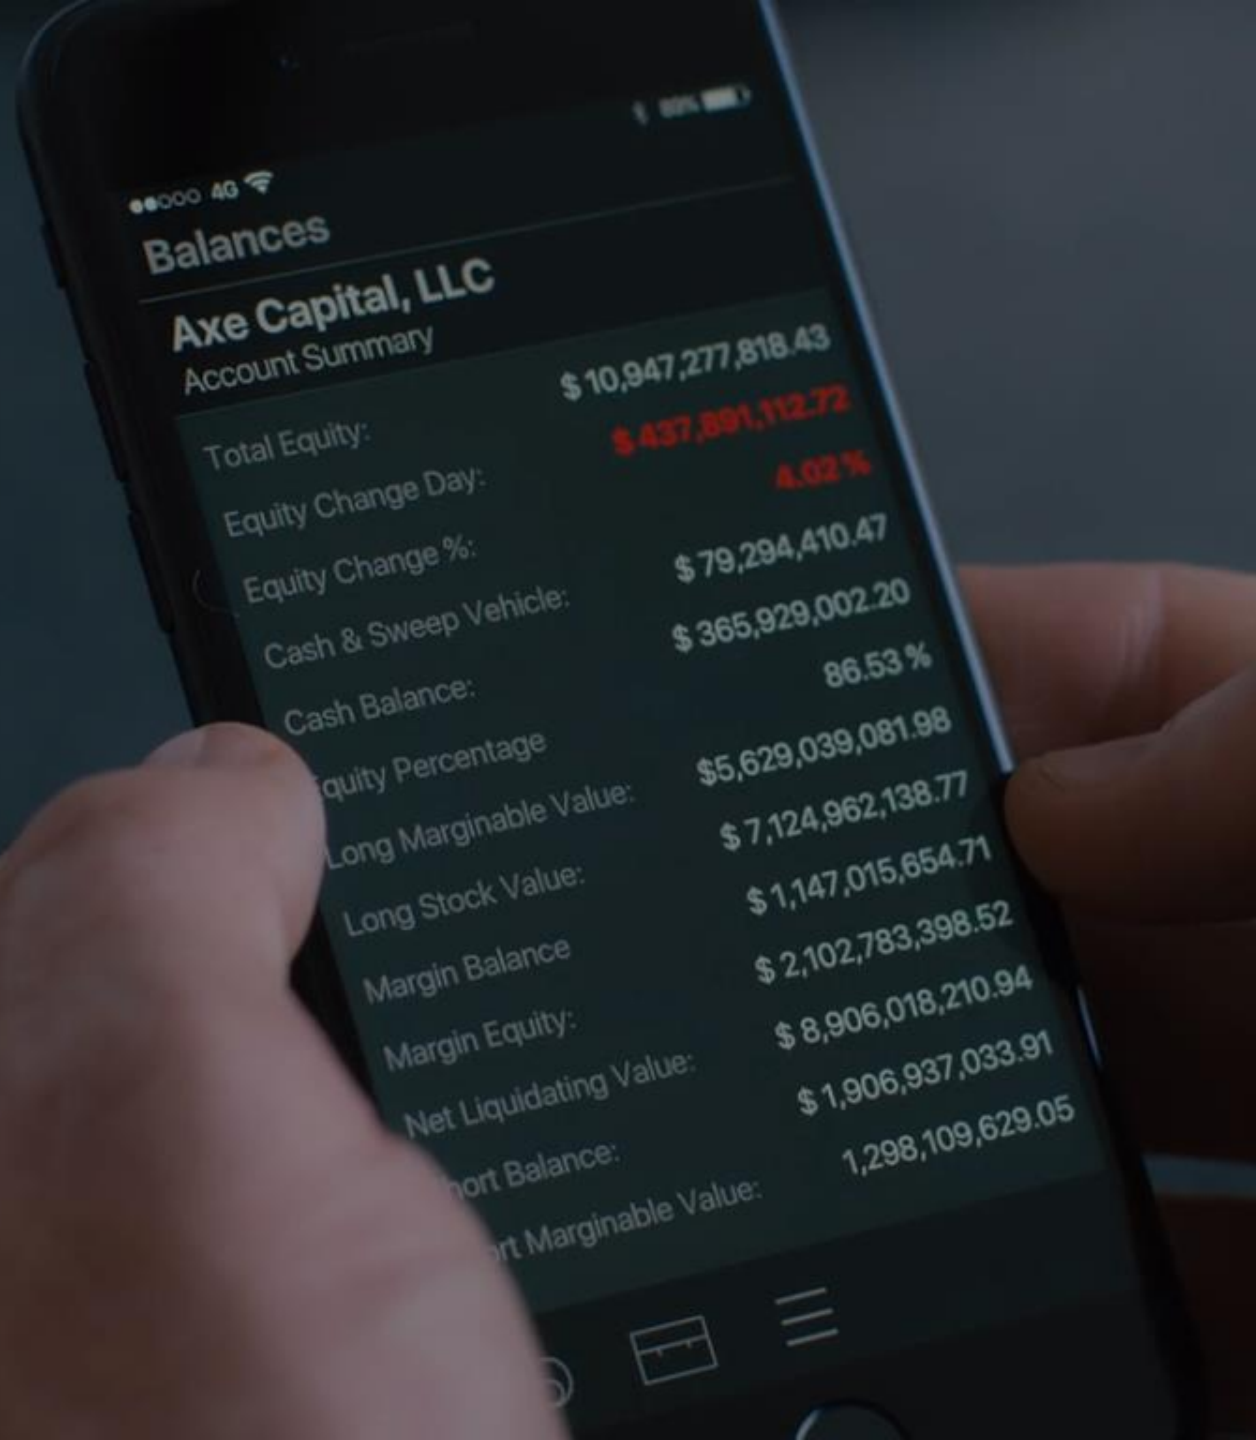 4G 89%
Balances
Axe Capital, LLC
Account Summary
Total Equity: $ 10,947,277,818.43
Equity Change Day: $ 437,891,112.72
Equity Change %: 4.02 %
Cash & Sweep Vehicle: $ 79,294,410.47
Cash Balance: $ 365,929,002.20
quity Percentage 86.53 %
Long Marginable Value: $5,629,039,081.98
Long Stock Value: $ 7,124,962,138.77
Margin Balance $ 1,147,015,654.71
Margin Equity: $ 2,102,783,398.52
Net Liquidating Value: $ 8,906,018,210.94
hort Balance: $ 1,906,937,033.91
rt Marginable Value: 1,298,109,629.05